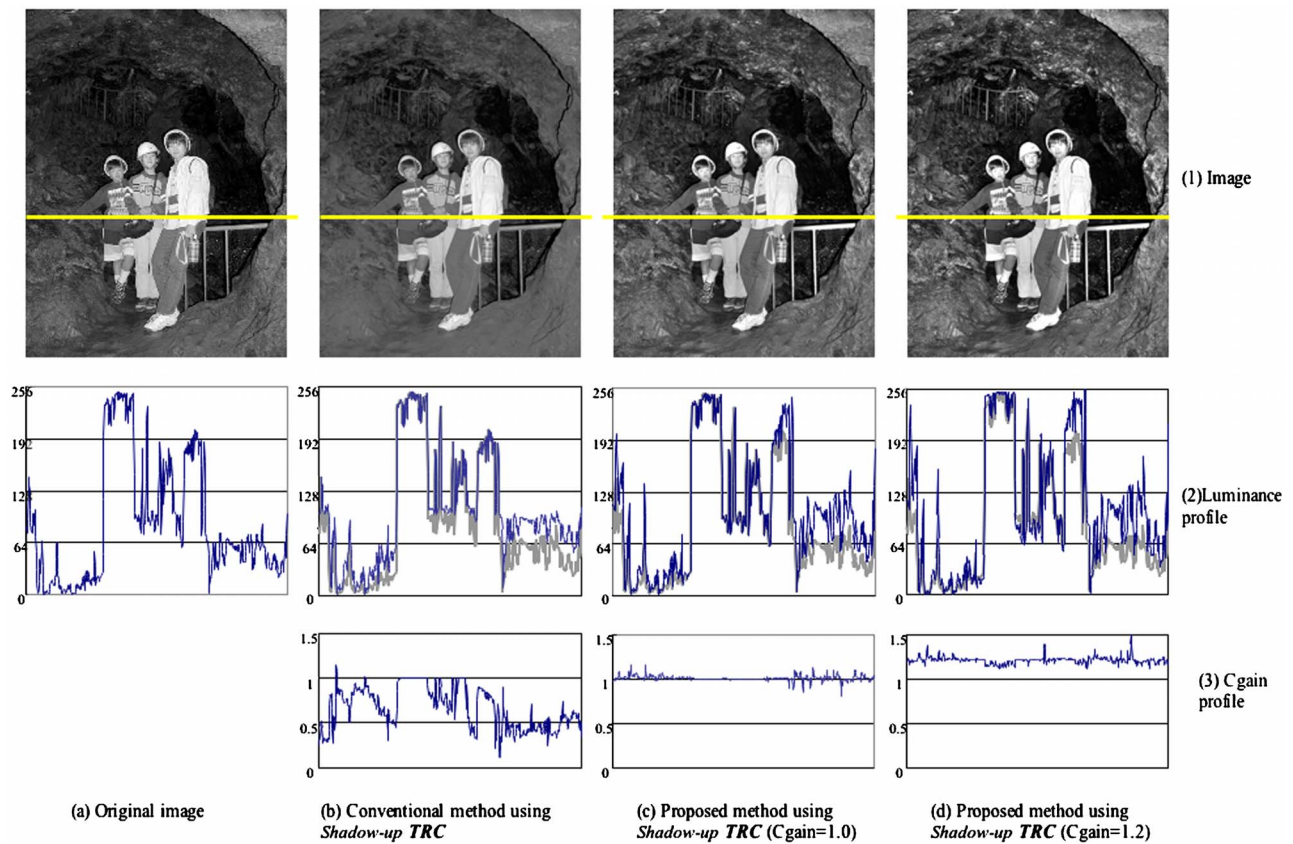 (1) Image
256
192
128
64
0
256
192
128
64
0
256
192
128
64
0
256
192
128
64
0
(2)Luminance
profile
1.5
1
0.5
0
1.5
1
0.5
0
1.5
1
0.5
0
(3) Cgain
profile
(a) Original image
(b) Conventional method using
Shadow-up TRC
(c) Proposed method using
Shadow-up TRC (Cgain=1.0)
(d) Proposed method using
Shadow-up TRC (Cgain=1.2)